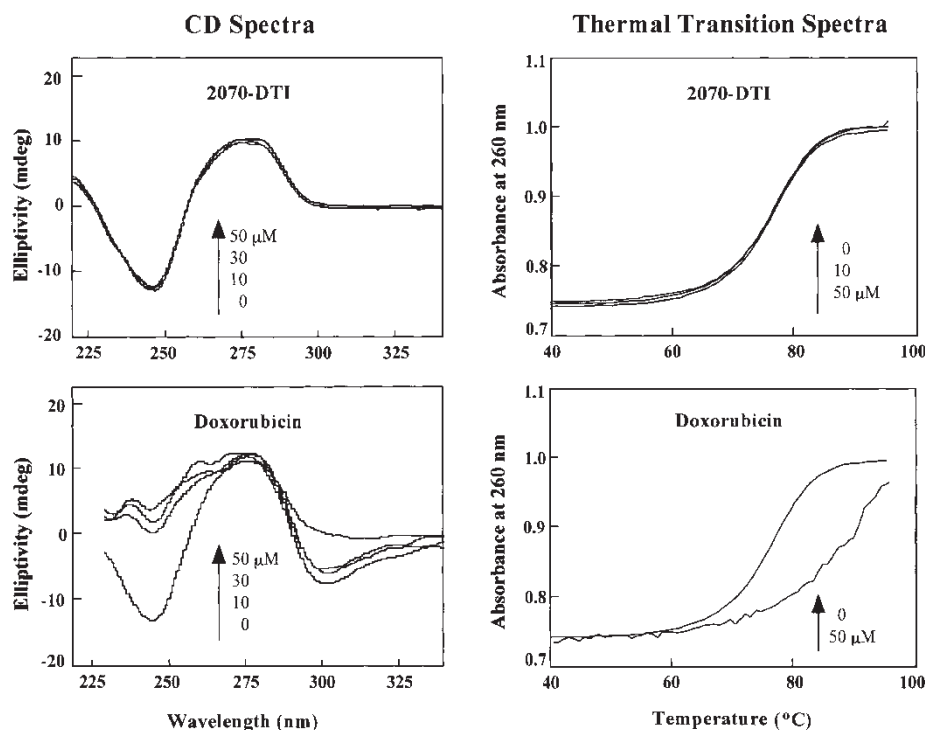 CD Spectra
Thermal Transition Spectra
20
10
0
-10
-20
Elliptivity (mdeg)
2070-DTI
50 μM
30
10
0
225
250
275
300
325
1.1
1.0
0.9
0.8
0.7
Absorbance at 260 nm
2070-DTI
0
10
50 μM
40
60
80
100
20
10
0
-10
-20
Elliptivity (mdeg)
Doxorubicin
50 μM
30
10
0
225
250
275
300
325
Wavelength (nm)
1.1
1.0
0.9
0.8
0.7
Absorbance at 260 nm
Doxorubicin
0
50 μM
40
60
80
100
Temperature (°C)